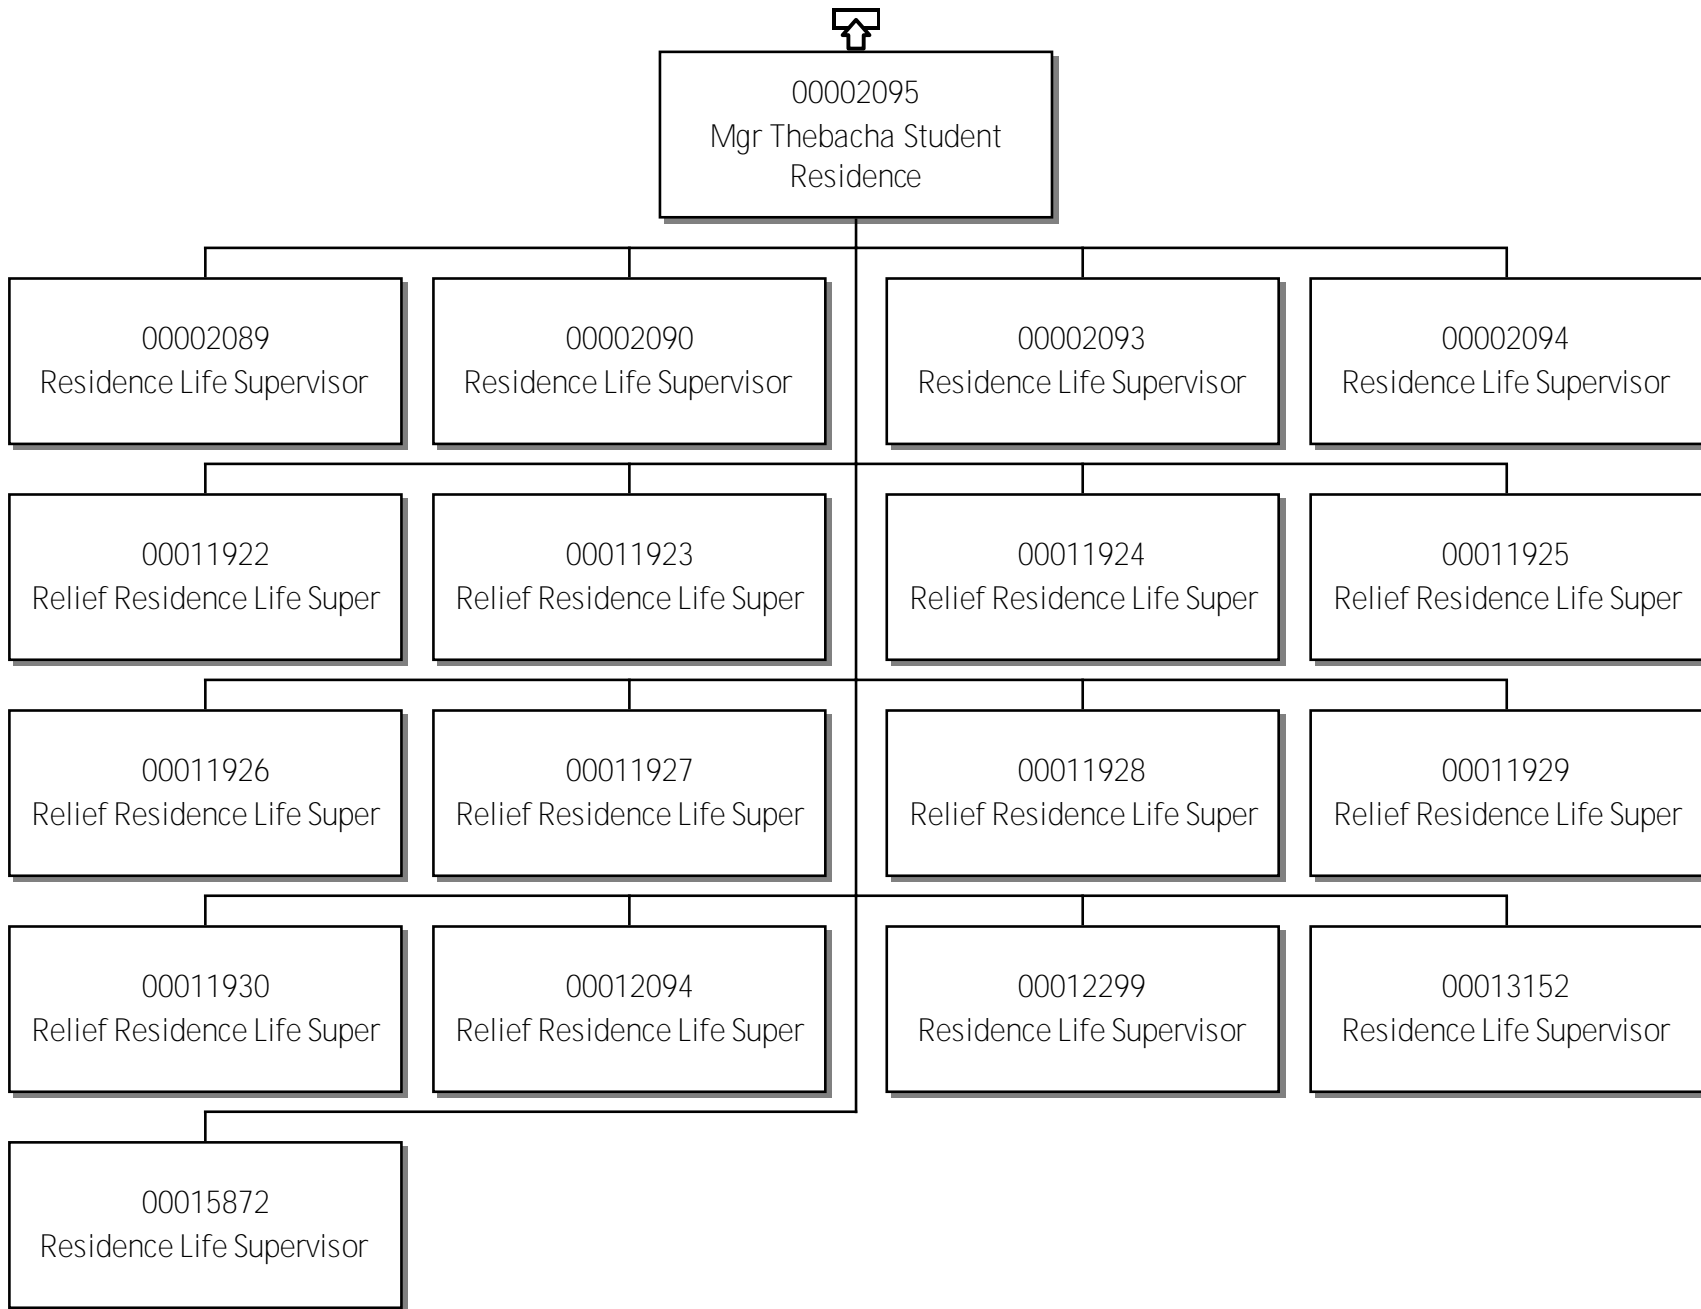 00002095
Mgr Thebacha Student
Residence
00002089
Residence Life Supervisor
00002090
Residence Life Supervisor
00002093
Residence Life Supervisor
00002094
Residence Life Supervisor
00011922
Relief Residence Life Super
00011923
Relief Residence Life Super
00011924
Relief Residence Life Super
00011925
Relief Residence Life Super
00011926
Relief Residence Life Super
00011927
Relief Residence Life Super
00011928
Relief Residence Life Super
00011929
Relief Residence Life Super
00011930
Relief Residence Life Super
00012094
Relief Residence Life Super
00012299
Residence Life Supervisor
00013152
Residence Life Supervisor
00015872
Residence Life Supervisor